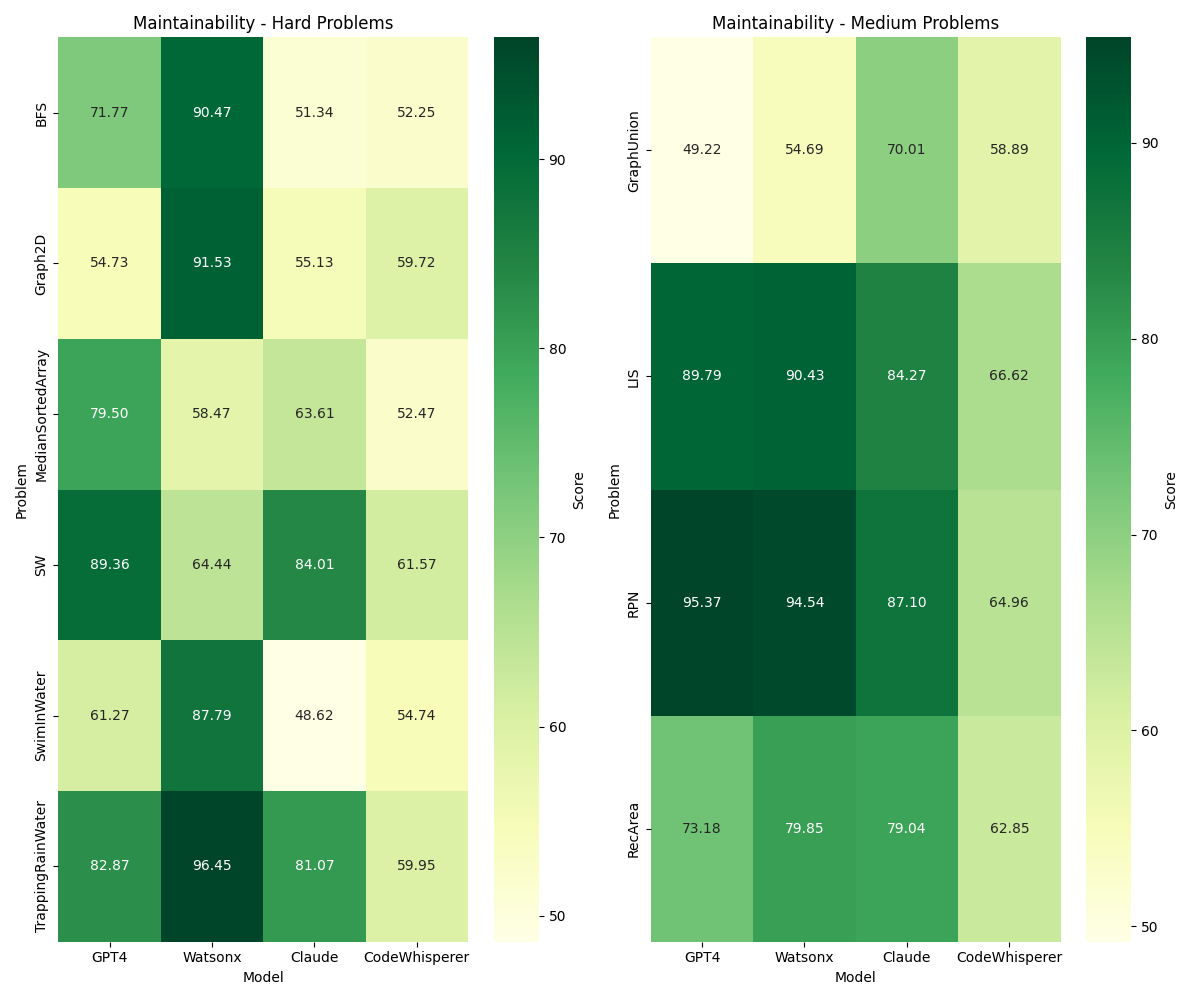 Maintainability - Hard Problems
Problem
BFS
71.77 90.47 51.34 52.25
Graph2D
54.73 91.53 55.13 59.72
MedianSortedArray
79.50 58.47 63.61 52.47
SW
89.36 64.44 84.01 61.57
SwimInWater
61.27 87.79 48.62 54.74
TrappingRainWater
82.87 96.45 81.07 59.95
GPT4 Watsonx Claude CodeWhisperer
Model
90
80
70
60
50
Score
Maintainability - Medium Problems
Problem
GraphUnion
49.22 54.69 70.01 58.89
LIS
89.79 90.43 84.27 66.62
RPN
95.37 94.54 87.10 64.96
RecArea
73.18 79.85 79.04 62.85
GPT4 Watsonx Claude CodeWhisperer
Model
90
80
70
60
50
Score